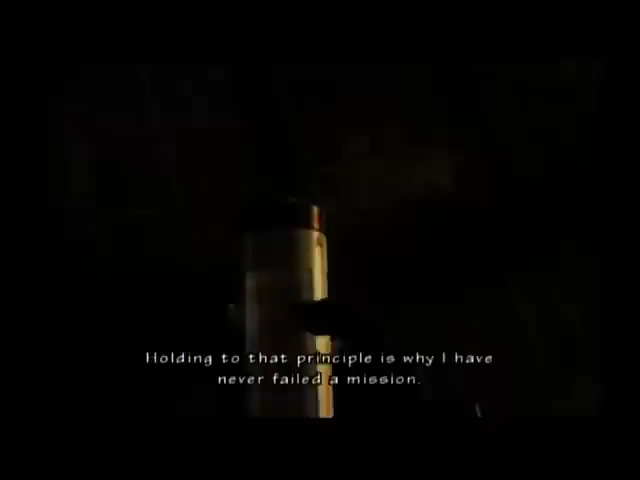 Holding to that principle is why I have
never failed a mission.